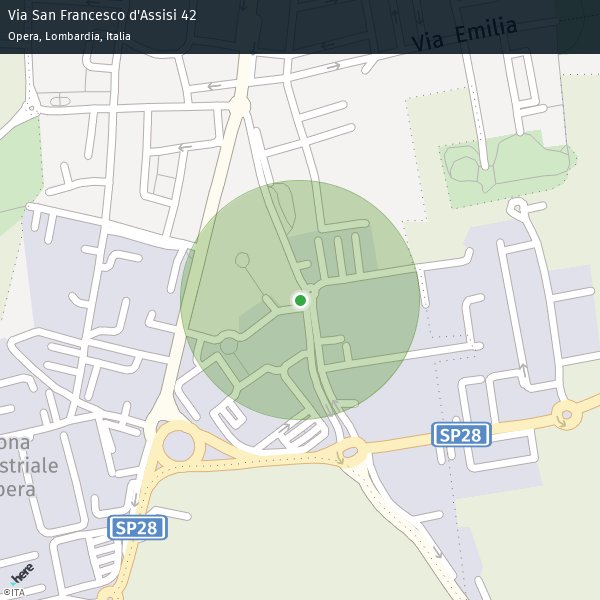 Via San Francesco d'Assisi 42
Opera, Lombardia, Italia
Via Emilia
SP28
ona
striale
pera
SP28
here
©ITA